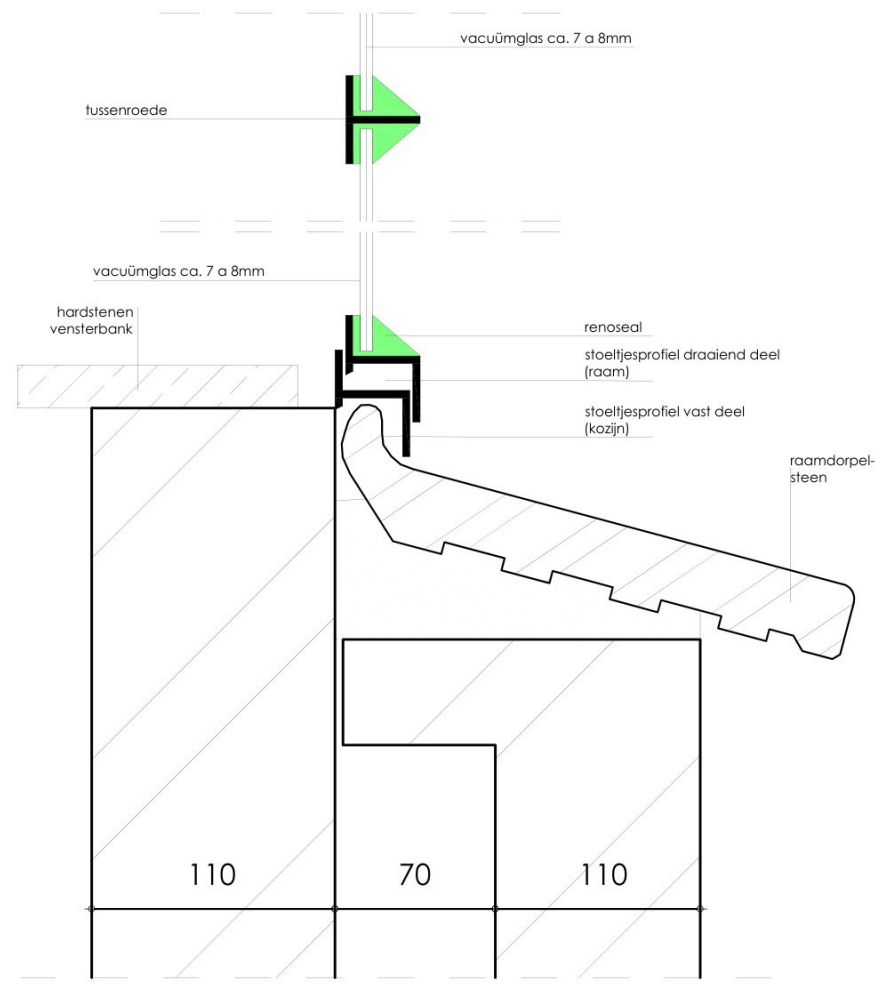 vacuümglas ca. 7 a 8mm
tussenroede
vacuümglas ca. 7 a 8mm
hardstenen
vensterbank
renoseal
stoeltjesprofiel draaiend deel
(raam)
stoeltjesprofiel vast deel
(kozijn)
raamdorpel-
steen
110
70
110